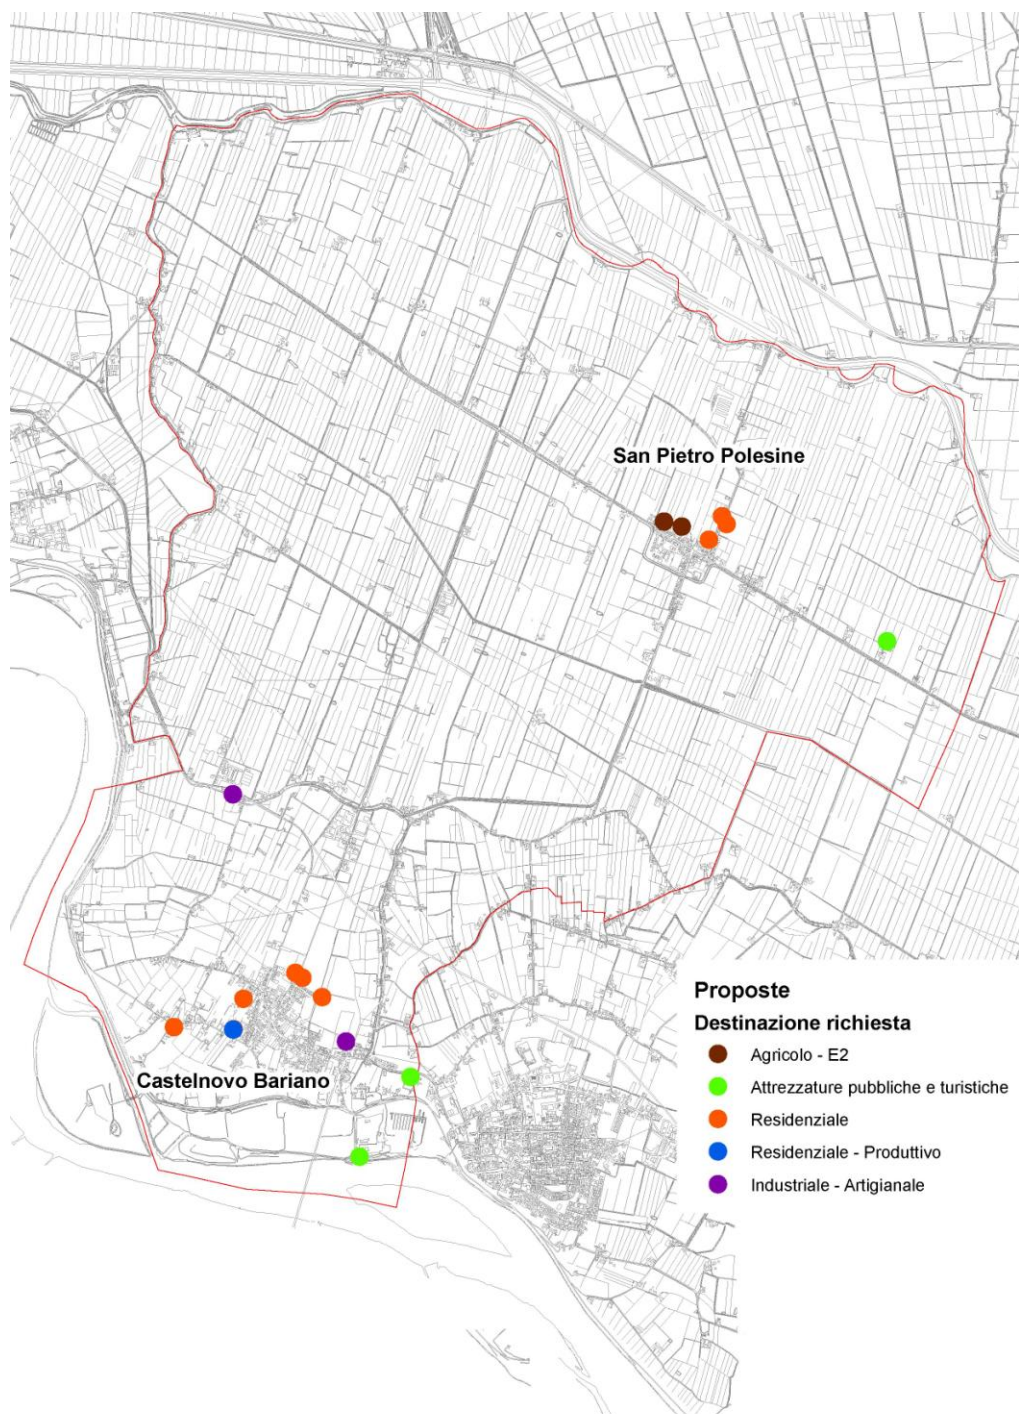 San Pietro Polesine
Castelnovo Bariano
Proposte
Destinazione richiesta
Agricolo - E2
Attrezzature pubbliche e turistiche
Residenziale
Residenziale - Produttivo
Industriale - Artigianale